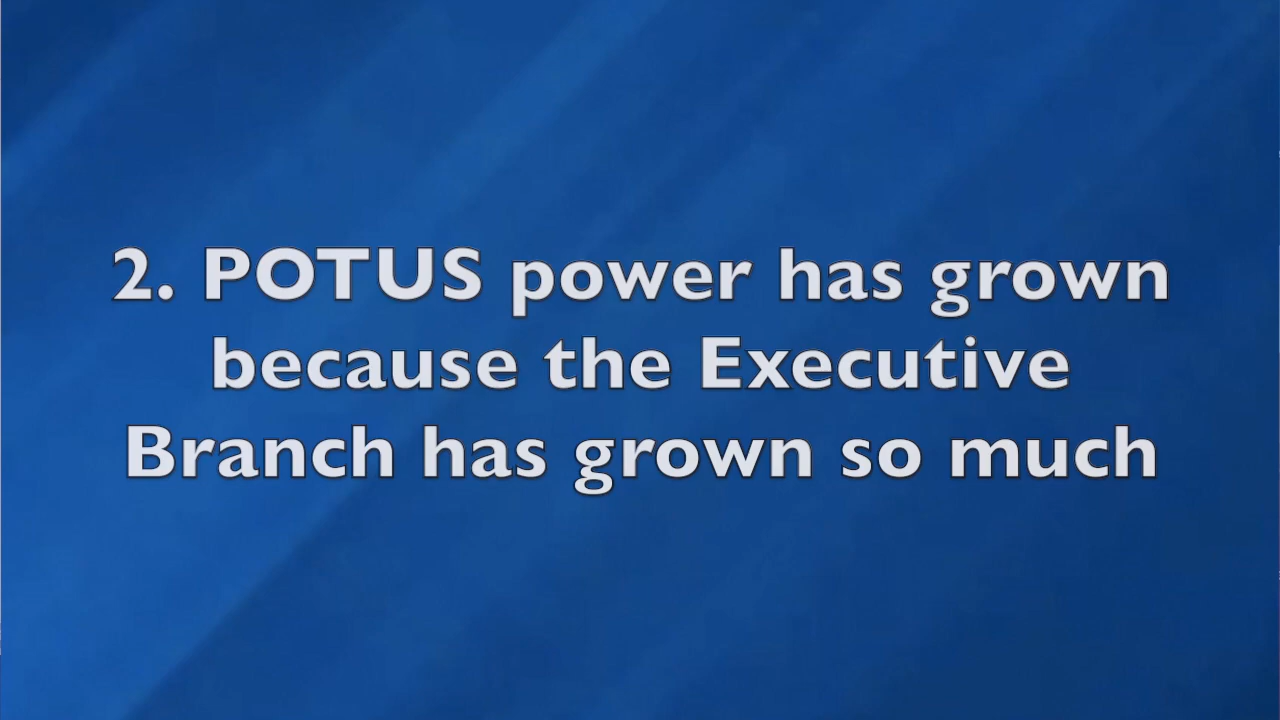 2. POTUS power has grown
because the Executive
Branch has grown so much